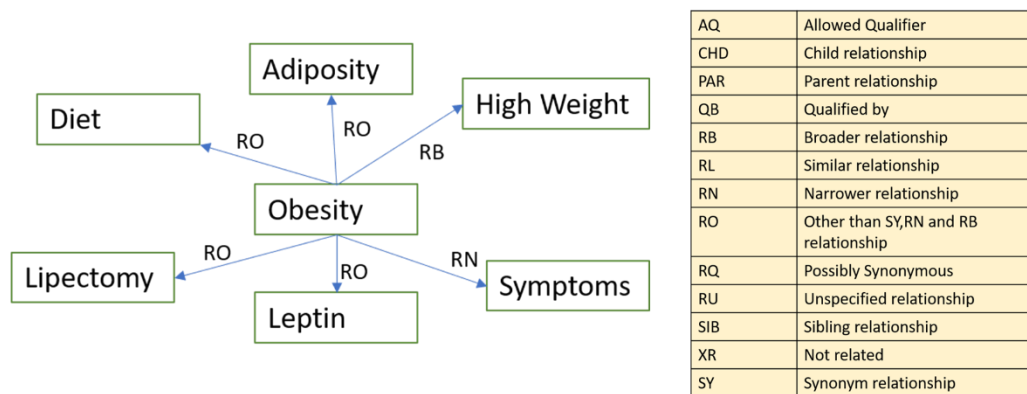 Adiposity
High Weight
Diet
RO
RO
RB
Obesity
RO
RO
RN
Lipectomy
Leptin
Symptoms
AQ Allowed Qualifier
CHD Child relationship
PAR Parent relationship
QB Qualified by
RB Broader relationship
RL Similar relationship
RN Narrower relationship
RO Other than SY,RN and RB
relationship
RQ Possibly Synonymous
RU Unspecified relationship
SIB Sibling relationship
XR Not related
SY Synonym relationship